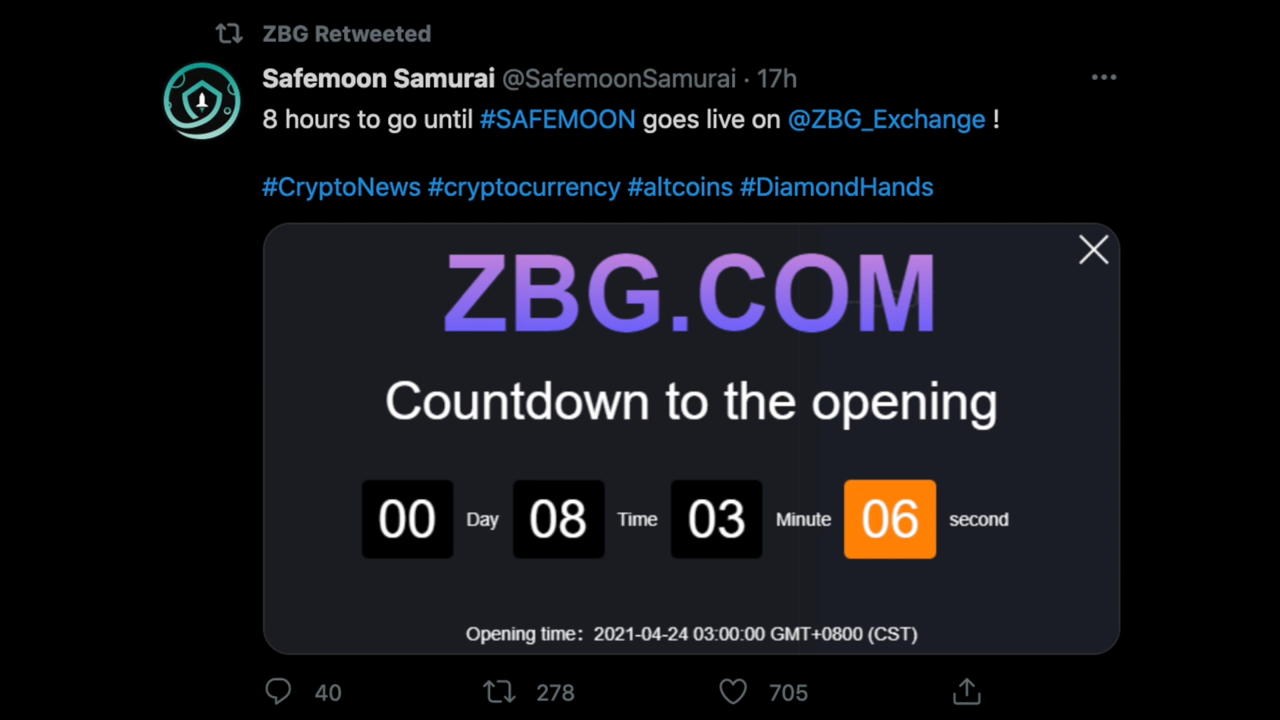 ZBG Retweeted
Safemoon Samurai @SafemoonSamurai · 17h
8 hours to go until #SAFEMOON goes live on @ZBG_Exchange !
#CryptoNews #cryptocurrency #altcoins #DiamondHands
ZBG.COM
Countdown to the opening
00 Day 08 Time 03 Minute 06 second
Opening time: 2021-04-24 03:00:00 GMT+0800 (CST)
40 278 705